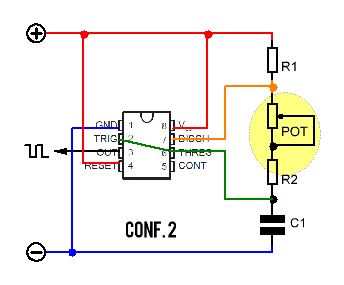 R1
GND 1 8 V
TRIG 2 7 DISCH
OUT 3 6 THRES
RESET 4 5 CONT
POT
R2
C1
CONF.2